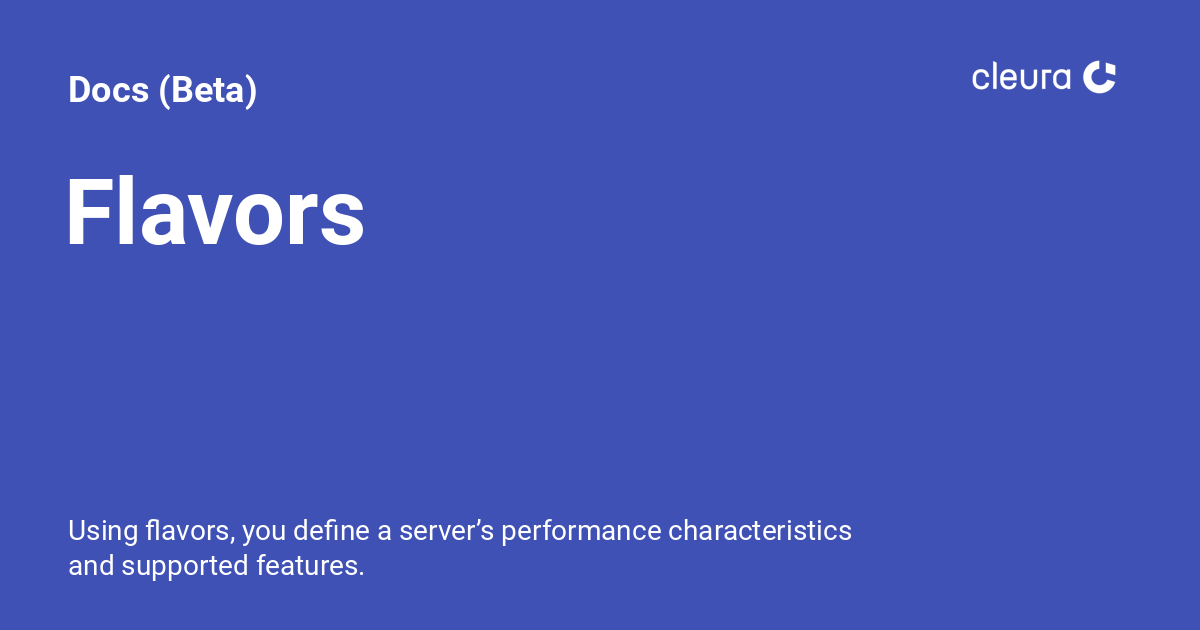 Docs (Beta)
cleura
Flavors
Using flavors, you define a server’s performance characteristics
and supported features.